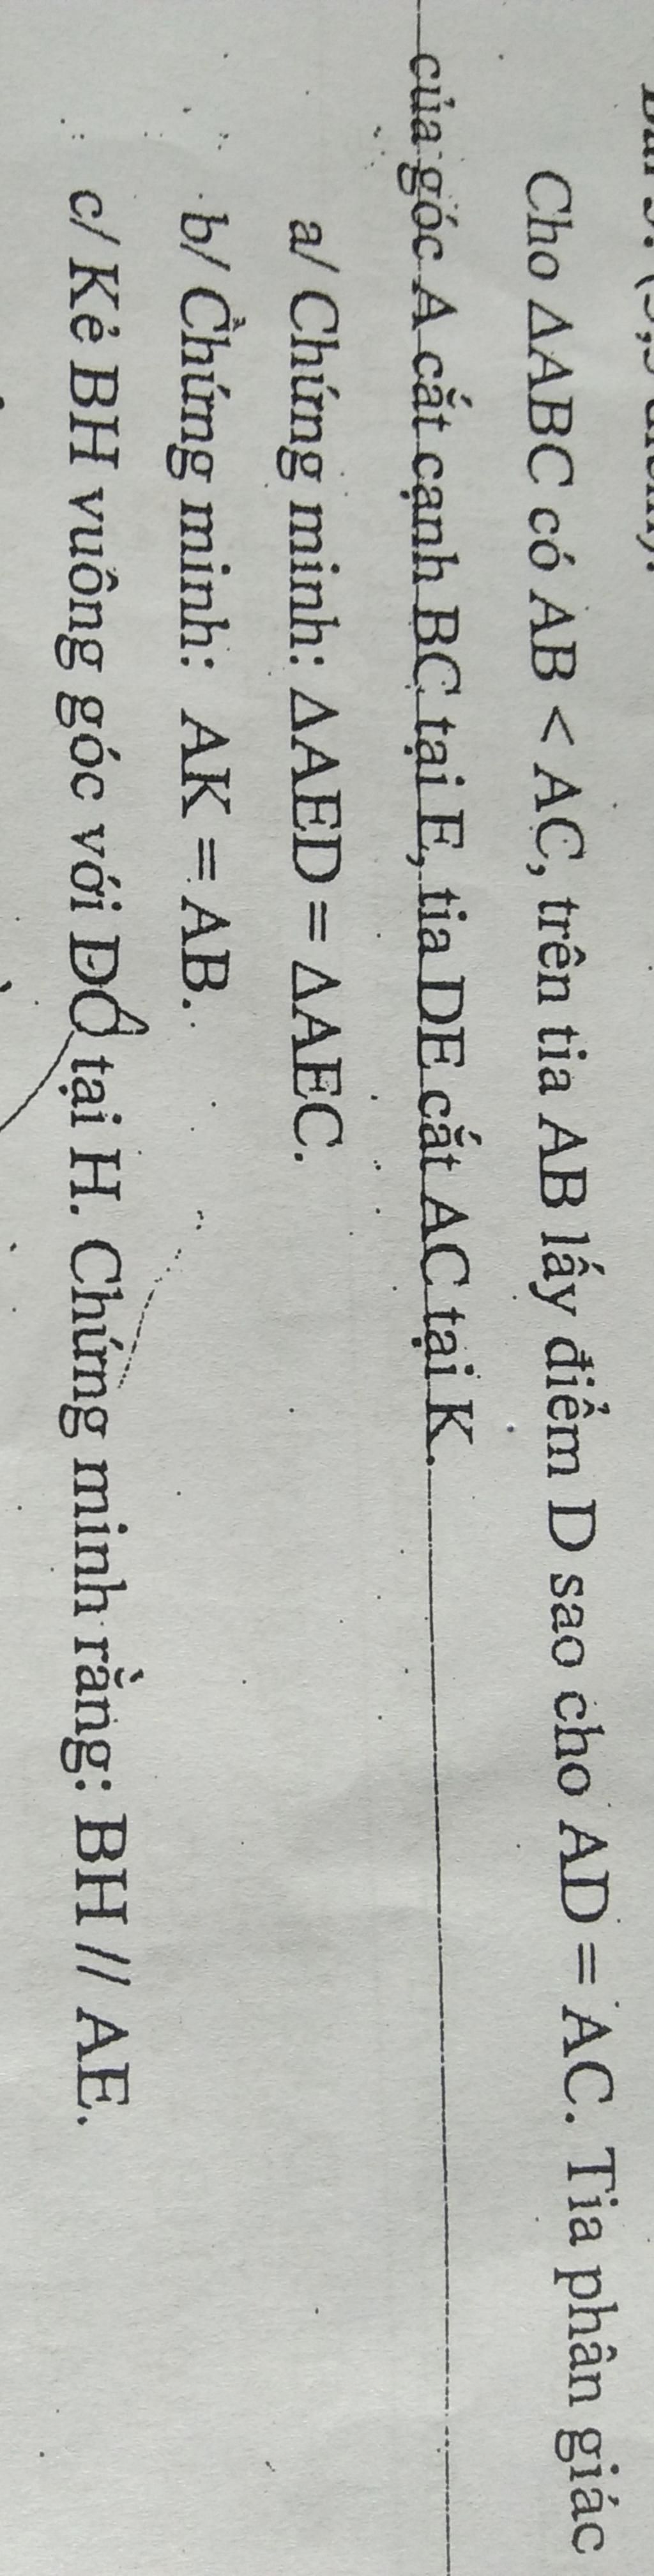 Cho ΔABC có AB < AC, trên tia AB lấy điểm D sao cho AD = AC. Tia phân giác
của góc A cắt cạnh BC tại E, tia DE cắt AC tại K.
a/ Chứng minh: ΔAED = ΔAEC.
b/ Chứng minh: AK = AB.
c/ Kẻ BH vuông góc với DC tại H. Chứng minh rằng: BH // AE.